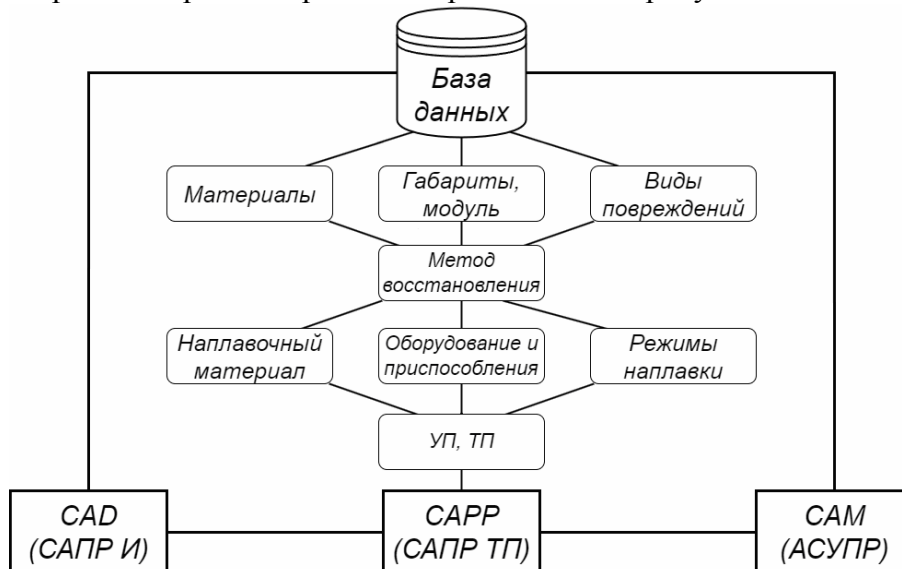 База
данных
Материалы
Габариты,
модуль
Виды
повреждений
Метод
восстановления
Наплавочный
материал
Оборудование и
приспособления
Режимы
наплавки
УП, ТП
CAD
(САПР И)
CAPP
(САПР ТП)
CAM
(АСУПР)